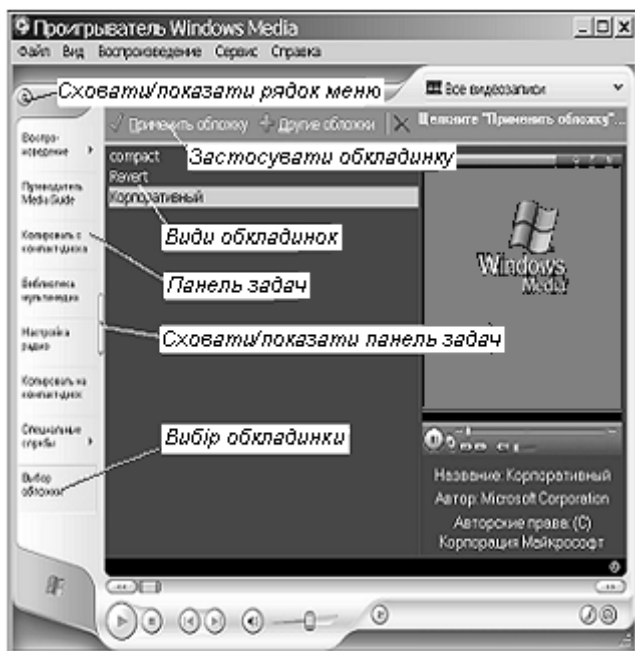 Проигрыватель Windows Media
Файл Вид Воспроизведение Сервис Справка
Сховати/показати рядок меню
Все видеозаписи
Применить обложку
Другие обложки
Щелкните "Применить обложку"...
Застосувати обкладинку
Воспро-
изведение
compact
Revert
Корпоративный
Путеводитель
Media Guide
Види обкладинок
Копировать с
компакт-диска
Панель задач
Windows
Media
Библиотека
мультимедиа
Сховати/показати панель задач
Настройка
радио
Копировать на
компакт-диск
Специальные
службы
Вибір обкладинки
Выбор
обложки
Название: Корпоративный
Автор: Microsoft Corporation
Авторские права: (C)
Корпорация Майкрософт